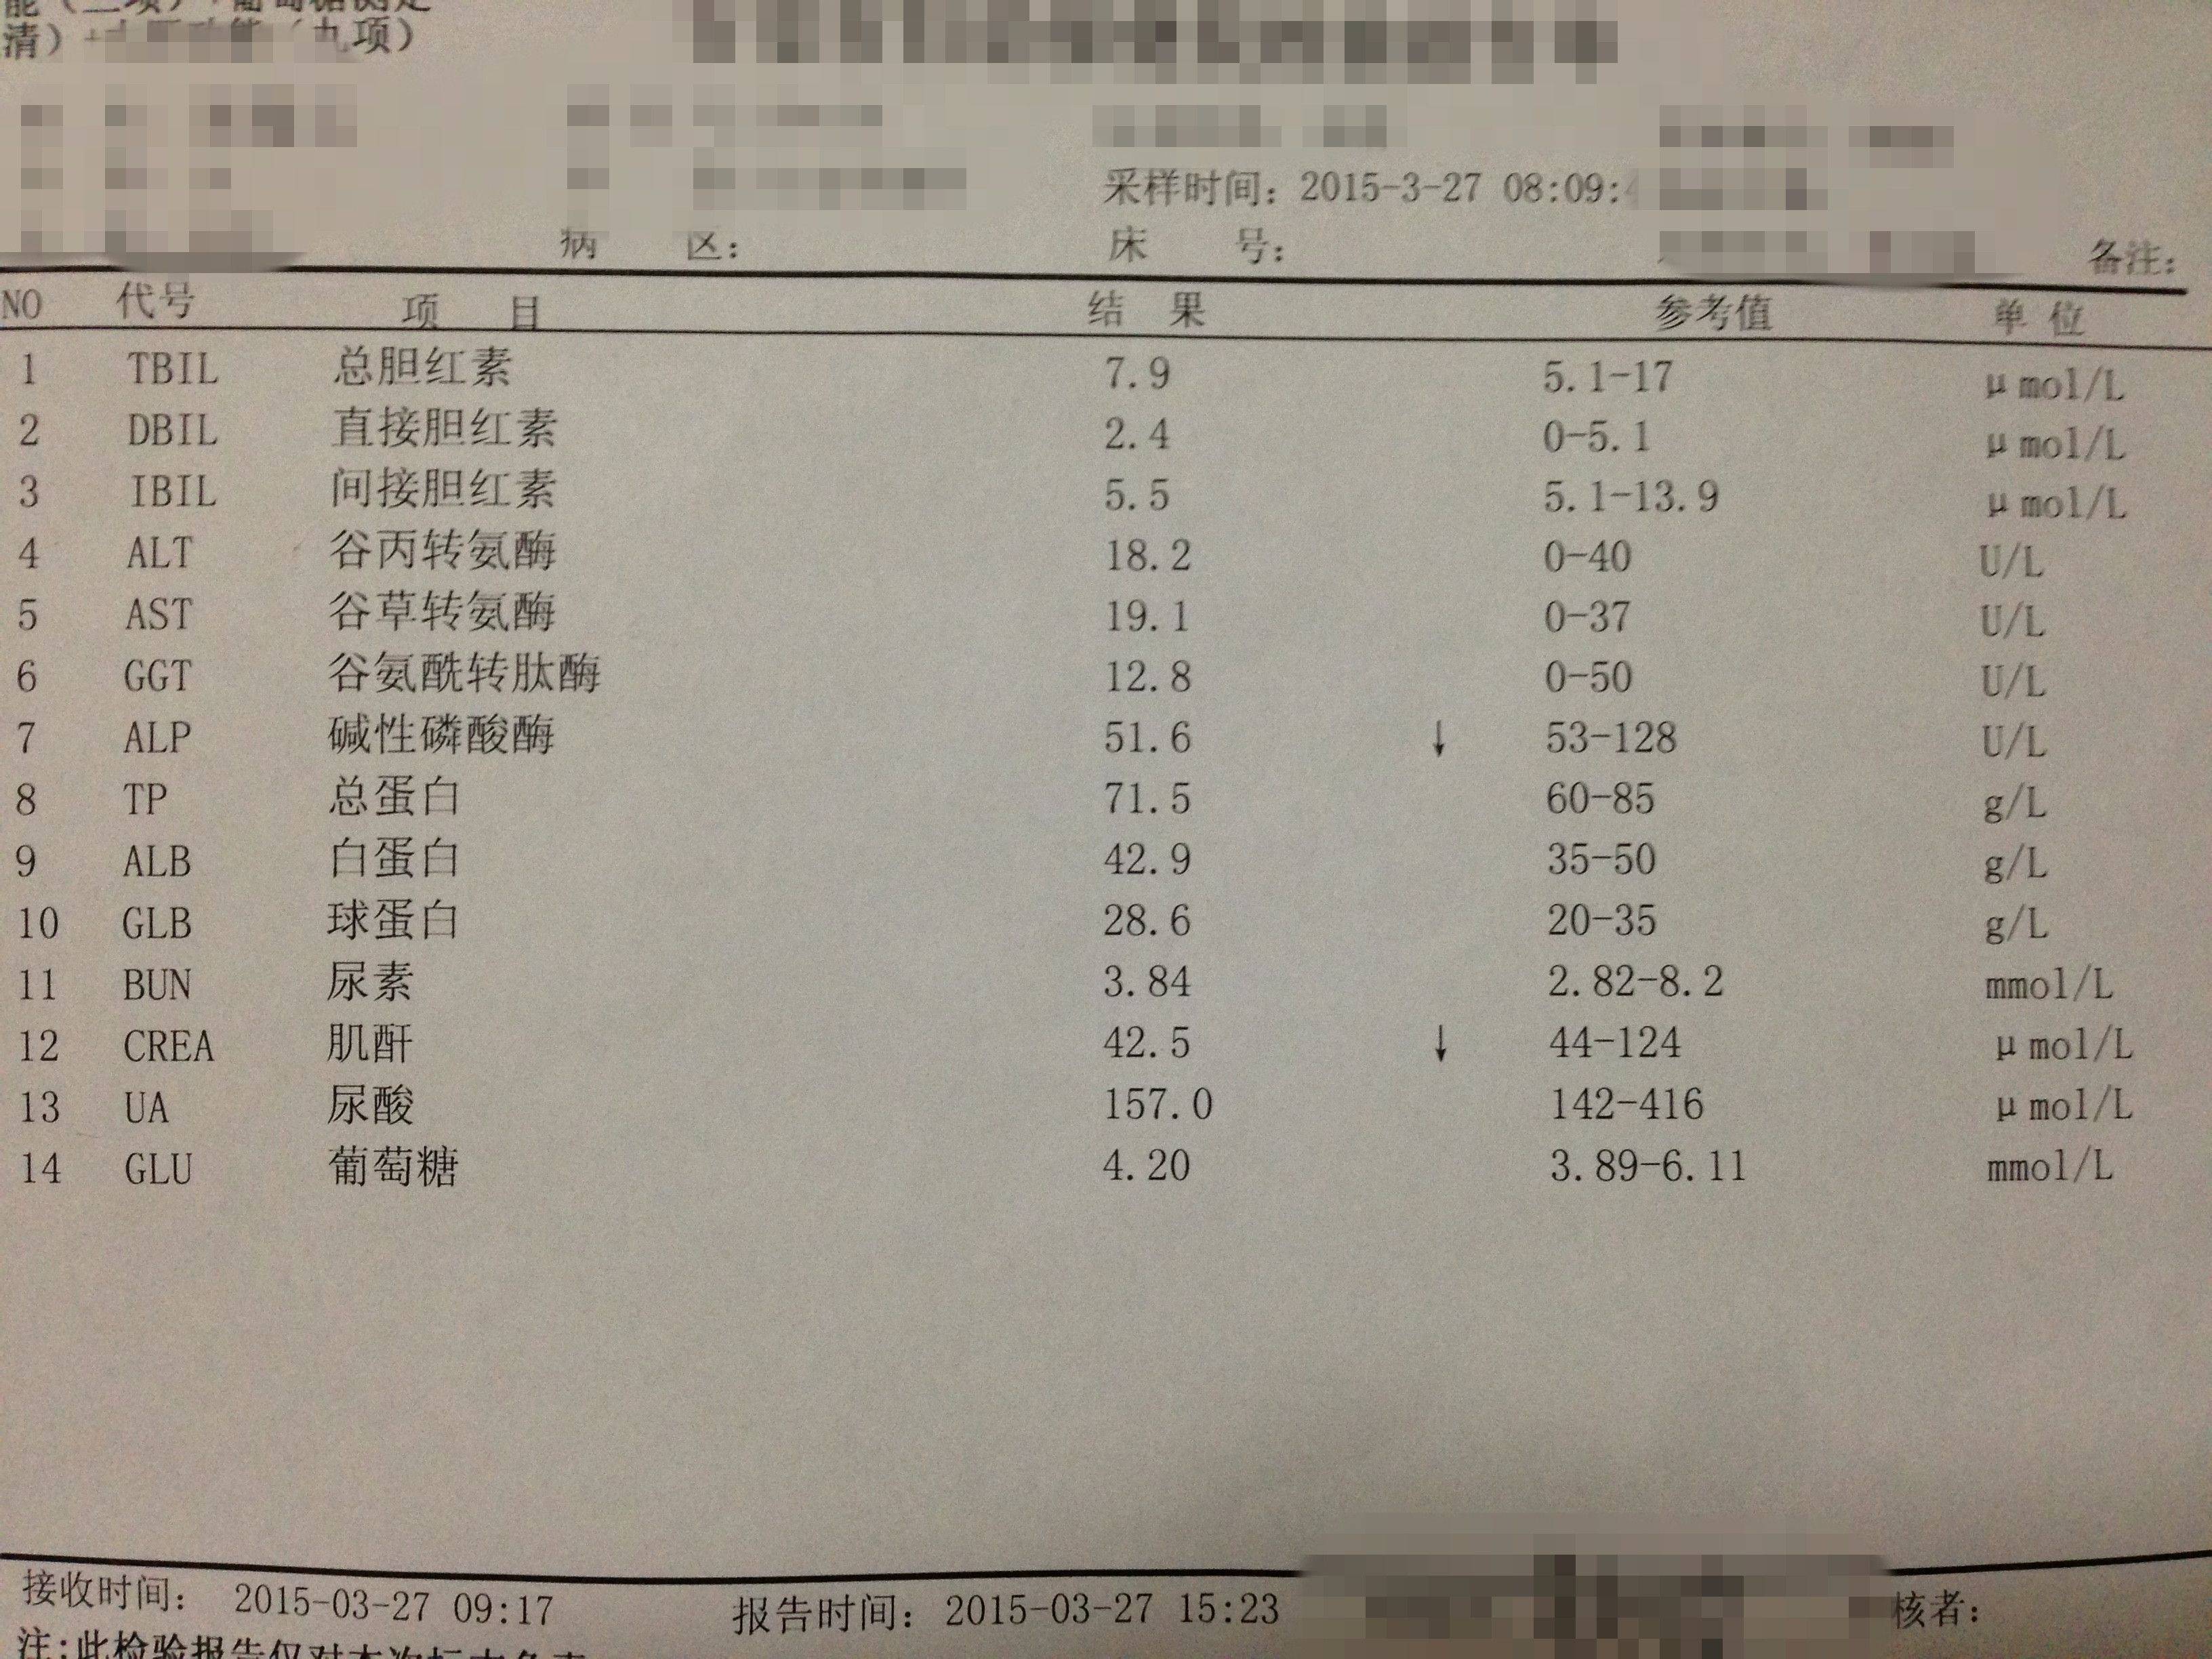 葡萄糖测定
清） （九项）
采样时间：2015-3-27 08:09:
病 区： 床 号： 备注：
NO 代号 项 目 结 果 参考值 单 位
1 TBIL 总胆红素 7.9 5.1-17 μmol/L
2 DBIL 直接胆红素 2.4 0-5.1 μmol/L
3 IBIL 间接胆红素 5.5 5.1-13.9 μmol/L
4 ALT 谷丙转氨酶 18.2 0-40 U/L
5 AST 谷草转氨酶 19.1 0-37 U/L
6 GGT 谷氨酰转肽酶 12.8 0-50 U/L
7 ALP 碱性磷酸酶 51.6 ↓ 53-128 U/L
8 TP 总蛋白 71.5 60-85 g/L
9 ALB 白蛋白 42.9 35-50 g/L
10 GLB 球蛋白 28.6 20-35 g/L
11 BUN 尿素 3.84 2.82-8.2 mmol/L
12 CREA 肌酐 42.5 ↓ 44-124 μmol/L
13 UA 尿酸 157.0 142-416 μmol/L
14 GLU 葡萄糖 4.20 3.89-6.11 mmol/L
接收时间： 2015-03-27 09:17 报告时间：2015-03-27 15:23 核者：
注:此检验报告仅对本次标本负责